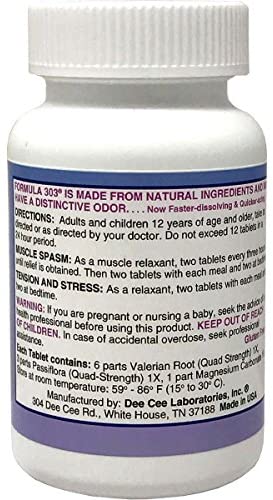 FORMULA 303® IS MADE FROM NATURAL INGREDIENTS AND
HAVE A DISTINCTIVE ODOR. . . . Now Faster-dissolving & Quicker-acting
DIRECTIONS: Adults and children 12 years of age and older, take
directed or as directed by your doctor. Do not exceed 12 tablets in a
24 hour period.
MUSCLE SPASM: As a muscle relaxant, two tablets every three hours
until relief is obtained. Then two tablets with each meal and two at bedtime.
TENSION AND STRESS: As a relaxant, two tablets with each meal and
two at bedtime.
WARNING: If you are pregnant or nursing a baby, seek the advice of
health professional before using this product. KEEP OUT OF REACH
OF CHILDREN. In case of accidental overdose, seek professional
assistance. Gluten
Each Tablet contains: 6 parts Valerian Root (Quad Strength) 1X,
parts Passiflora (Quad-Strength) 1X, 1 part Magnesium Carbonate
Store at room temperature: 59° - 86° F (15° to 30° C).
Manufactured by: Dee Cee Laboratories, Inc.®
304 Dee Cee Rd., White House, TN 37188 Made in USA